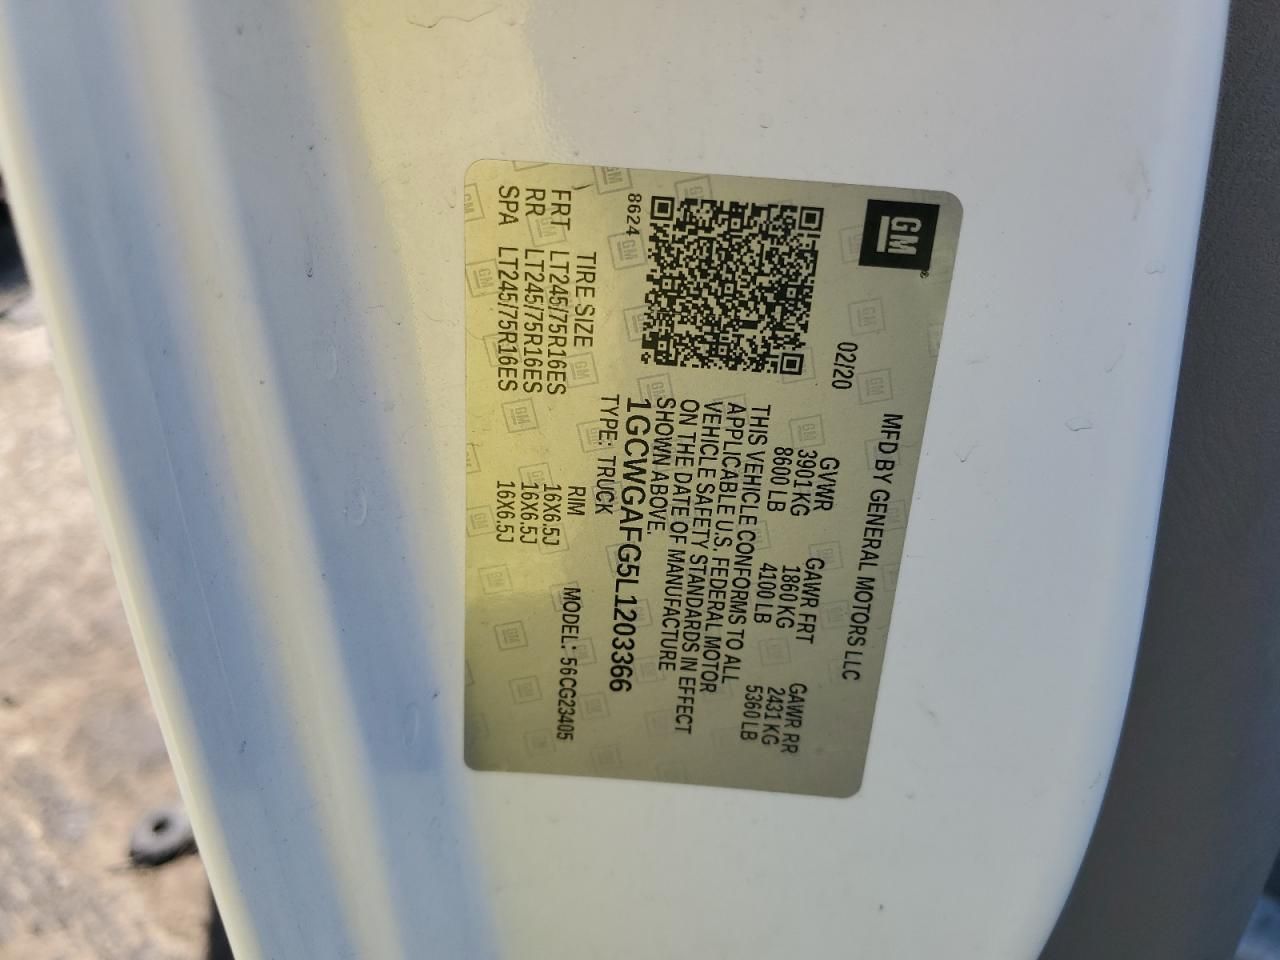 GM
MFD BY GENERAL MOTORS LLC
02/20
GVWR GAWR FRT GAWR RR
3901 KG 1860 KG 2431 KG
8600 LB 4100 LB 5360 LB
THIS VEHICLE CONFORMS TO ALL
APPLICABLE U.S. FEDERAL MOTOR
VEHICLE SAFETY STANDARDS IN EFFECT
ON THE DATE OF MANUFACTURE
SHOWN ABOVE.
8624
1GCWGAFG5L1203366
TYPE: TRUCK
MODEL: 56CG23405
TIRE SIZE RIM
FRT LT245/75R16ES 16X6.5J
RR LT245/75R16ES 16X6.5J
SPA LT245/75R16ES 16X6.5J